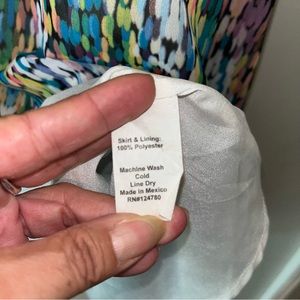 Skirt & Lining:
100% Polyester
Machine Wash
Cold
Line Dry
Made in Mexico
RN#124780